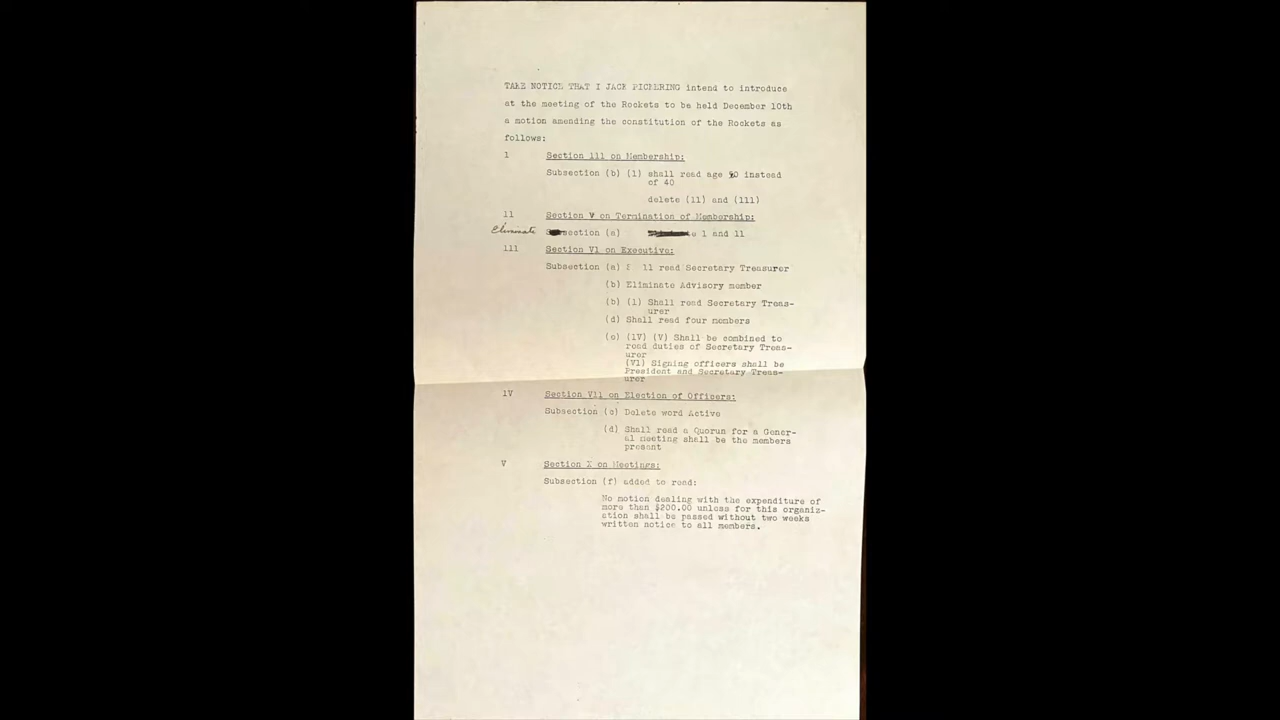 TAKE NOTICE THAT I JACK PICKERING intend to introduce
at the meeting of the Rockets to be held December 10th
a motion amending the constitution of the Rockets as
follows:
1 Section 111 on Membership:
Subsection (b) (1) shall read age instead
of 40
delete (11) and (111)
11 Section V on Termination of Membership:
Eliminate section (a) 1 and 11
111 Section V1 on Executive:
Subsection (a) 11 read Secretary Treasurer
(b) Eliminate Advisory member
(b) (1) Shall read Secretary Treas-
urer
(d) Shall read four members
(e) (1V) (V) Shall be combined to
read duties of Secretary Treas-
urer
(V1) Signing officers shall be
President and Secretary Treas-
urer
1V Section V11 on Election of Officers:
Subsection (c) Delete word Active
(d) Shall read a Quorun for a Gener-
al meeting shall be the members
present
V Section X on Meetings:
Subsection (f) added to read:
No motion dealing with the expenditure of
more than $200.00 unless for this organiz-
ation shall be passed without two weeks
written notice to all members.